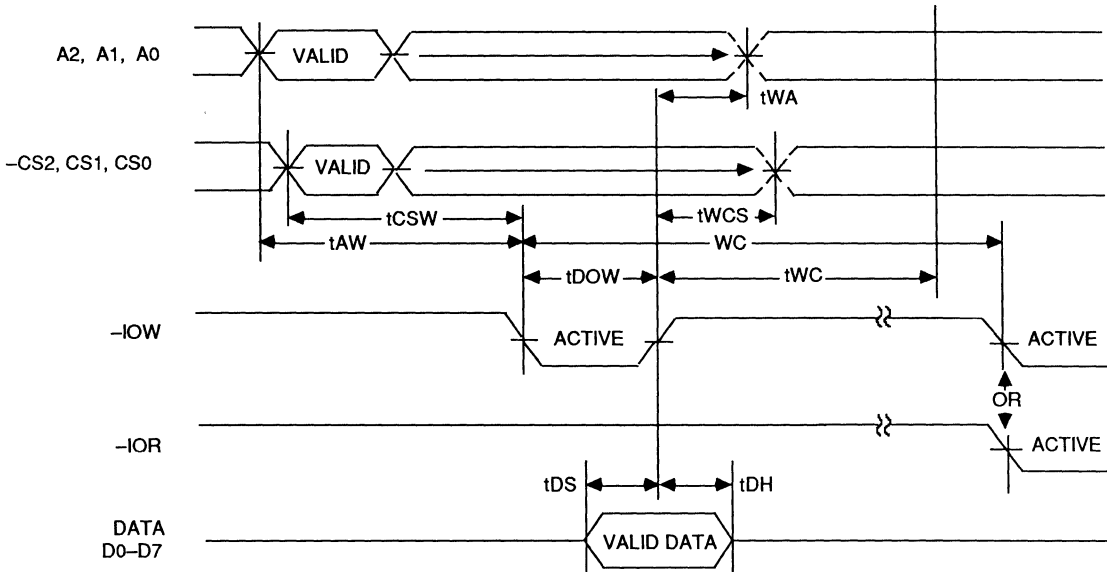 A2, A1, A0
VALID
tWA
–CS2, CS1, CS0
VALID
tCSW
tWCS
tAW
WC
tDOW
tWC
–IOW
ACTIVE
ACTIVE
OR
–IOR
ACTIVE
tDS
tDH
DATA
D0–D7
VALID DATA